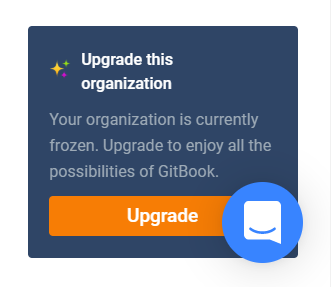 Upgrade this
organization
Your organization is currently
frozen. Upgrade to enjoy all the
possibilities of GitBook.
Upgrade